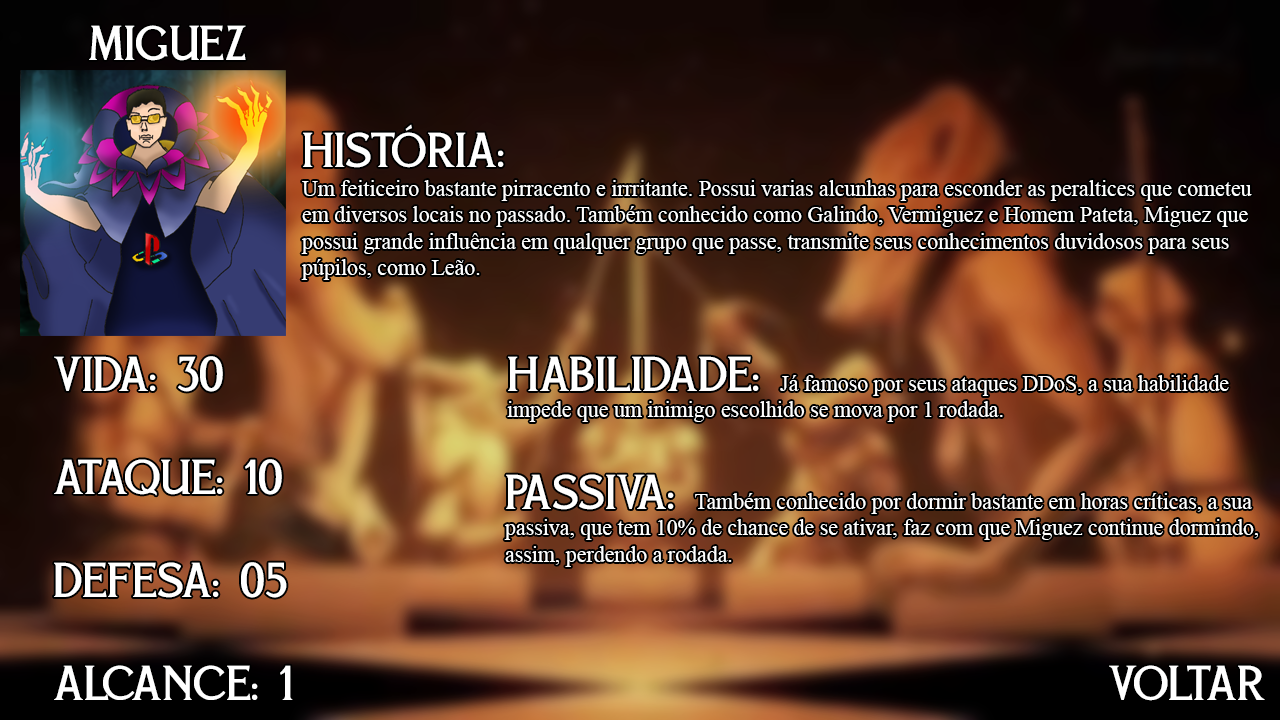 MIGUEZ
HISTÓRIA:
Um feiticeiro bastante pirracento e irrritante. Possui varias alcunhas para esconder as peraltices que cometeu
em diversos locais no passado. Também conhecido como Galindo, Vermiguez e Homem Pateta, Miguez que
possui grande influência em qualquer grupo que passe, transmite seus conhecimentos duvidosos para seus
púpilos, como Leão.
VIDA: 30
HABILIDADE: Já famoso por seus ataques DDoS, a sua habilidade
impede que um inimigo escolhido se mova por 1 rodada.
ATAQUE: 10
PASSIVA: Também conhecido por dormir bastante em horas críticas, a sua
passiva, que tem 10% de chance de se ativar, faz com que Miguez continue dormindo,
assim, perdendo a rodada.
DEFESA: 05
ALCANCE: 1
VOLTAR